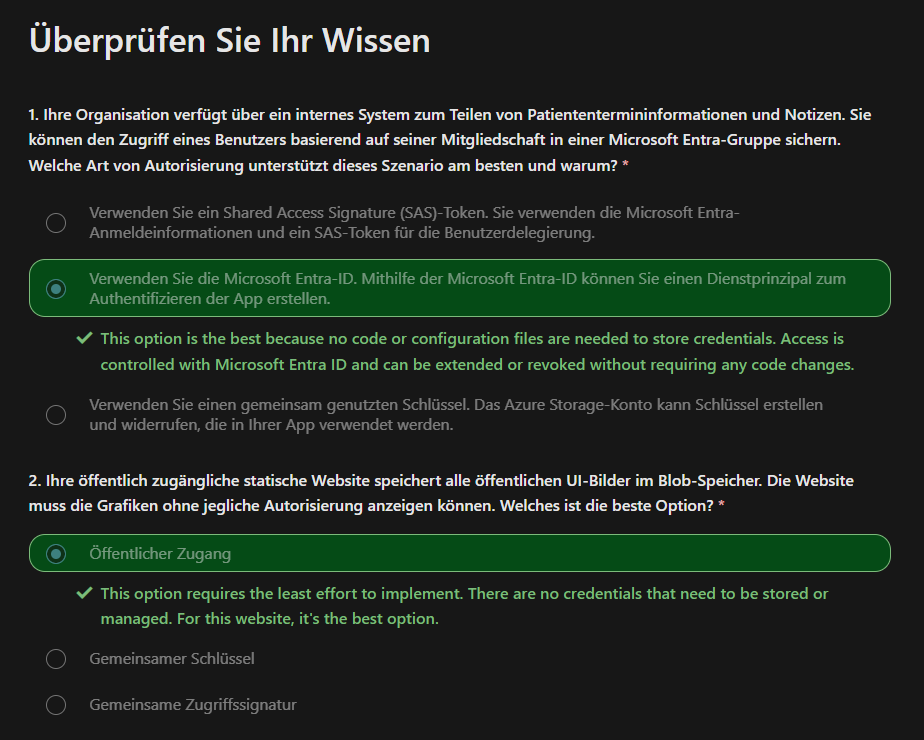 Überprüfen Sie Ihr Wissen
1. Ihre Organisation verfügt über ein internes System zum Teilen von Patiententermininformationen und Notizen. Sie
können den Zugriff eines Benutzers basierend auf seiner Mitgliedschaft in einer Microsoft Entra-Gruppe sichern.
Welche Art von Autorisierung unterstützt dieses Szenario am besten und warum? *
Verwenden Sie ein Shared Access Signature (SAS)-Token. Sie verwenden die Microsoft Entra-
Anmeldeinformationen und ein SAS-Token für die Benutzerdelegierung.
Verwenden Sie die Microsoft Entra-ID. Mithilfe der Microsoft Entra-ID können Sie einen Dienstprinzipal zum
Authentifizieren der App erstellen.
This option is the best because no code or configuration files are needed to store credentials. Access is
controlled with Microsoft Entra ID and can be extended or revoked without requiring any code changes.
Verwenden Sie einen gemeinsam genutzten Schlüssel. Das Azure Storage-Konto kann Schlüssel erstellen
und widerrufen, die in Ihrer App verwendet werden.
2. Ihre öffentlich zugängliche statische Website speichert alle öffentlichen UI-Bilder im Blob-Speicher. Die Website
muss die Grafiken ohne jegliche Autorisierung anzeigen können. Welches ist die beste Option? *
Öffentlicher Zugang
This option requires the least effort to implement. There are no credentials that need to be stored or
managed. For this website, it's the best option.
Gemeinsamer Schlüssel
Gemeinsame Zugriffssignatur